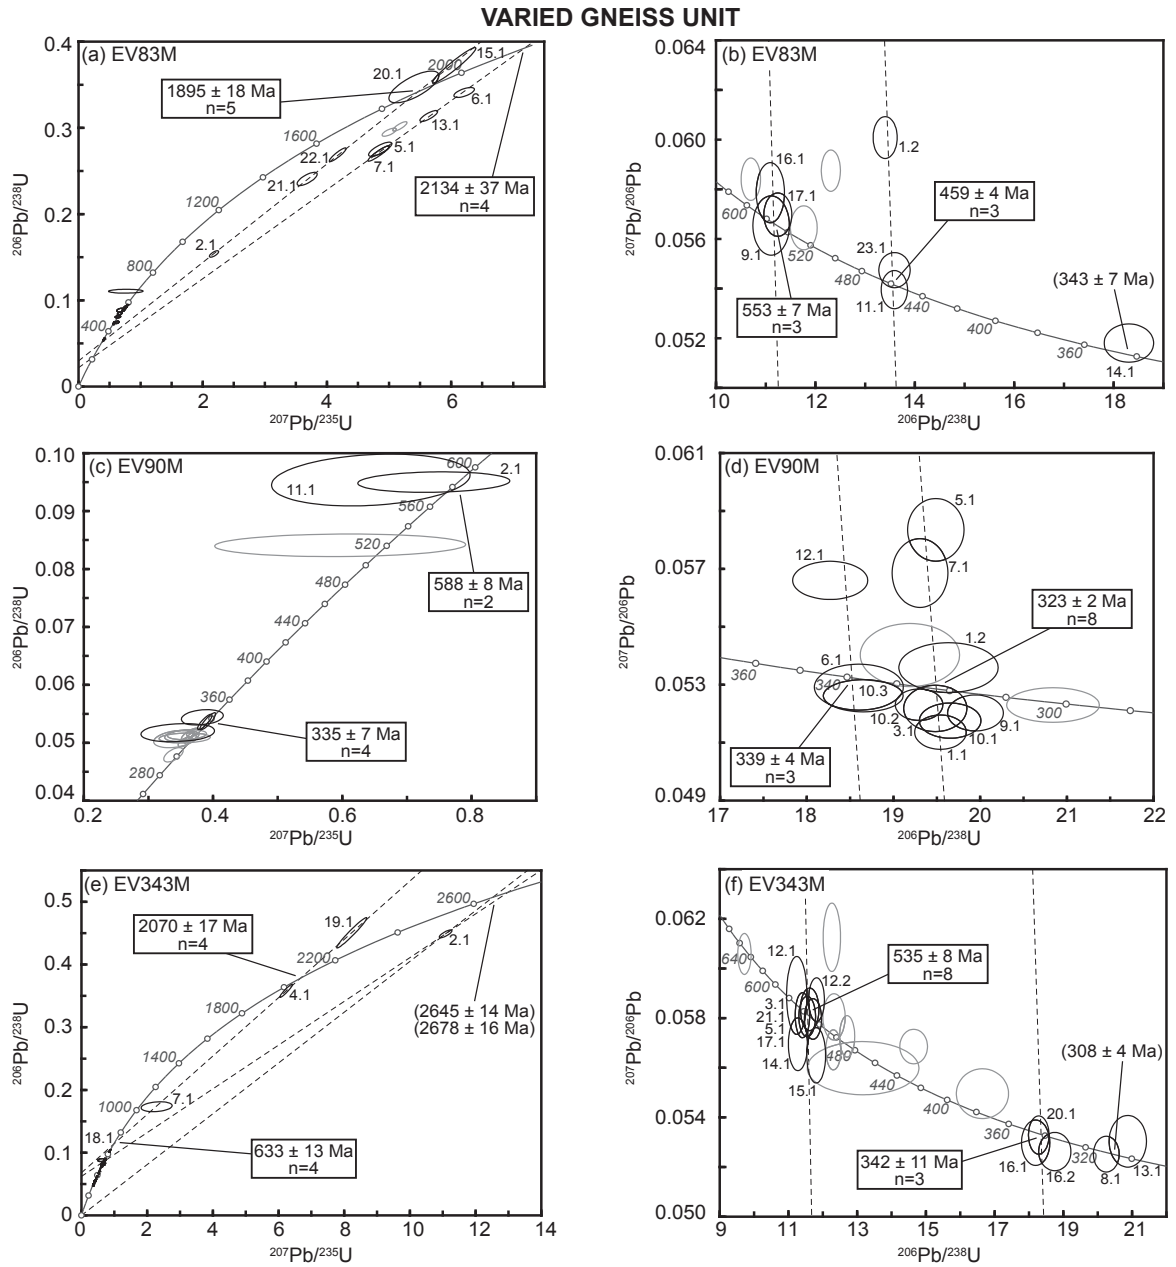 VARIED GNEISS UNIT
(a) EV83M
0.4
0.3
0.2
0.1
0
206Pb/238U
0 2 4 6
207Pb/235U
400
800
1200
1600
2000
1895 ± 18 Ma
n=5
2134 ± 37 Ma
n=4
20.1
15.1
6.1
13.1
5.1
7.1
22.1
21.1
2.1
(b) EV83M
0.064
0.060
0.056
0.052
207Pb/206Pb
10 12 14 16 18
206Pb/238U
600
520
480
440
400
360
16.1
1.2
17.1
9.1
23.1
11.1
14.1
459 ± 4 Ma
n=3
553 ± 7 Ma
n=3
(343 ± 7 Ma)
(c) EV90M
0.10
0.09
0.08
0.07
0.06
0.05
0.04
206Pb/238U
0.2 0.4 0.6 0.8
207Pb/235U
600
560
520
480
440
400
360
280
11.1
2.1
588 ± 8 Ma
n=2
335 ± 7 Ma
n=4
(d) EV90M
0.061
0.057
0.053
0.049
207Pb/206Pb
17 18 19 20 21 22
206Pb/238U
360
340
300
5.1
12.1
7.1
1.2
6.1
10.3
10.2
3.1
1.1
10.1
9.1
323 ± 2 Ma
n=8
339 ± 4 Ma
n=3
(e) EV343M
0.5
0.4
0.3
0.2
0.1
0
206Pb/238U
0 2 4 6 8 10 12 14
207Pb/235U
2600
2200
1800
1400
1000
2070 ± 17 Ma
n=4
19.1
2.1
4.1
7.1
18.1
(2645 ± 14 Ma)
(2678 ± 16 Ma)
633 ± 13 Ma
n=4
(f) EV343M
0.062
0.058
0.054
0.050
207Pb/206Pb
9 11 13 15 17 19 21
206Pb/238U
640
600
480
440
400
360
320
12.1
12.2
3.1
21.1
5.1
17.1
14.1
15.1
20.1
16.1
16.2
8.1
13.1
535 ± 8 Ma
n=8
(308 ± 4 Ma)
342 ± 11 Ma
n=3